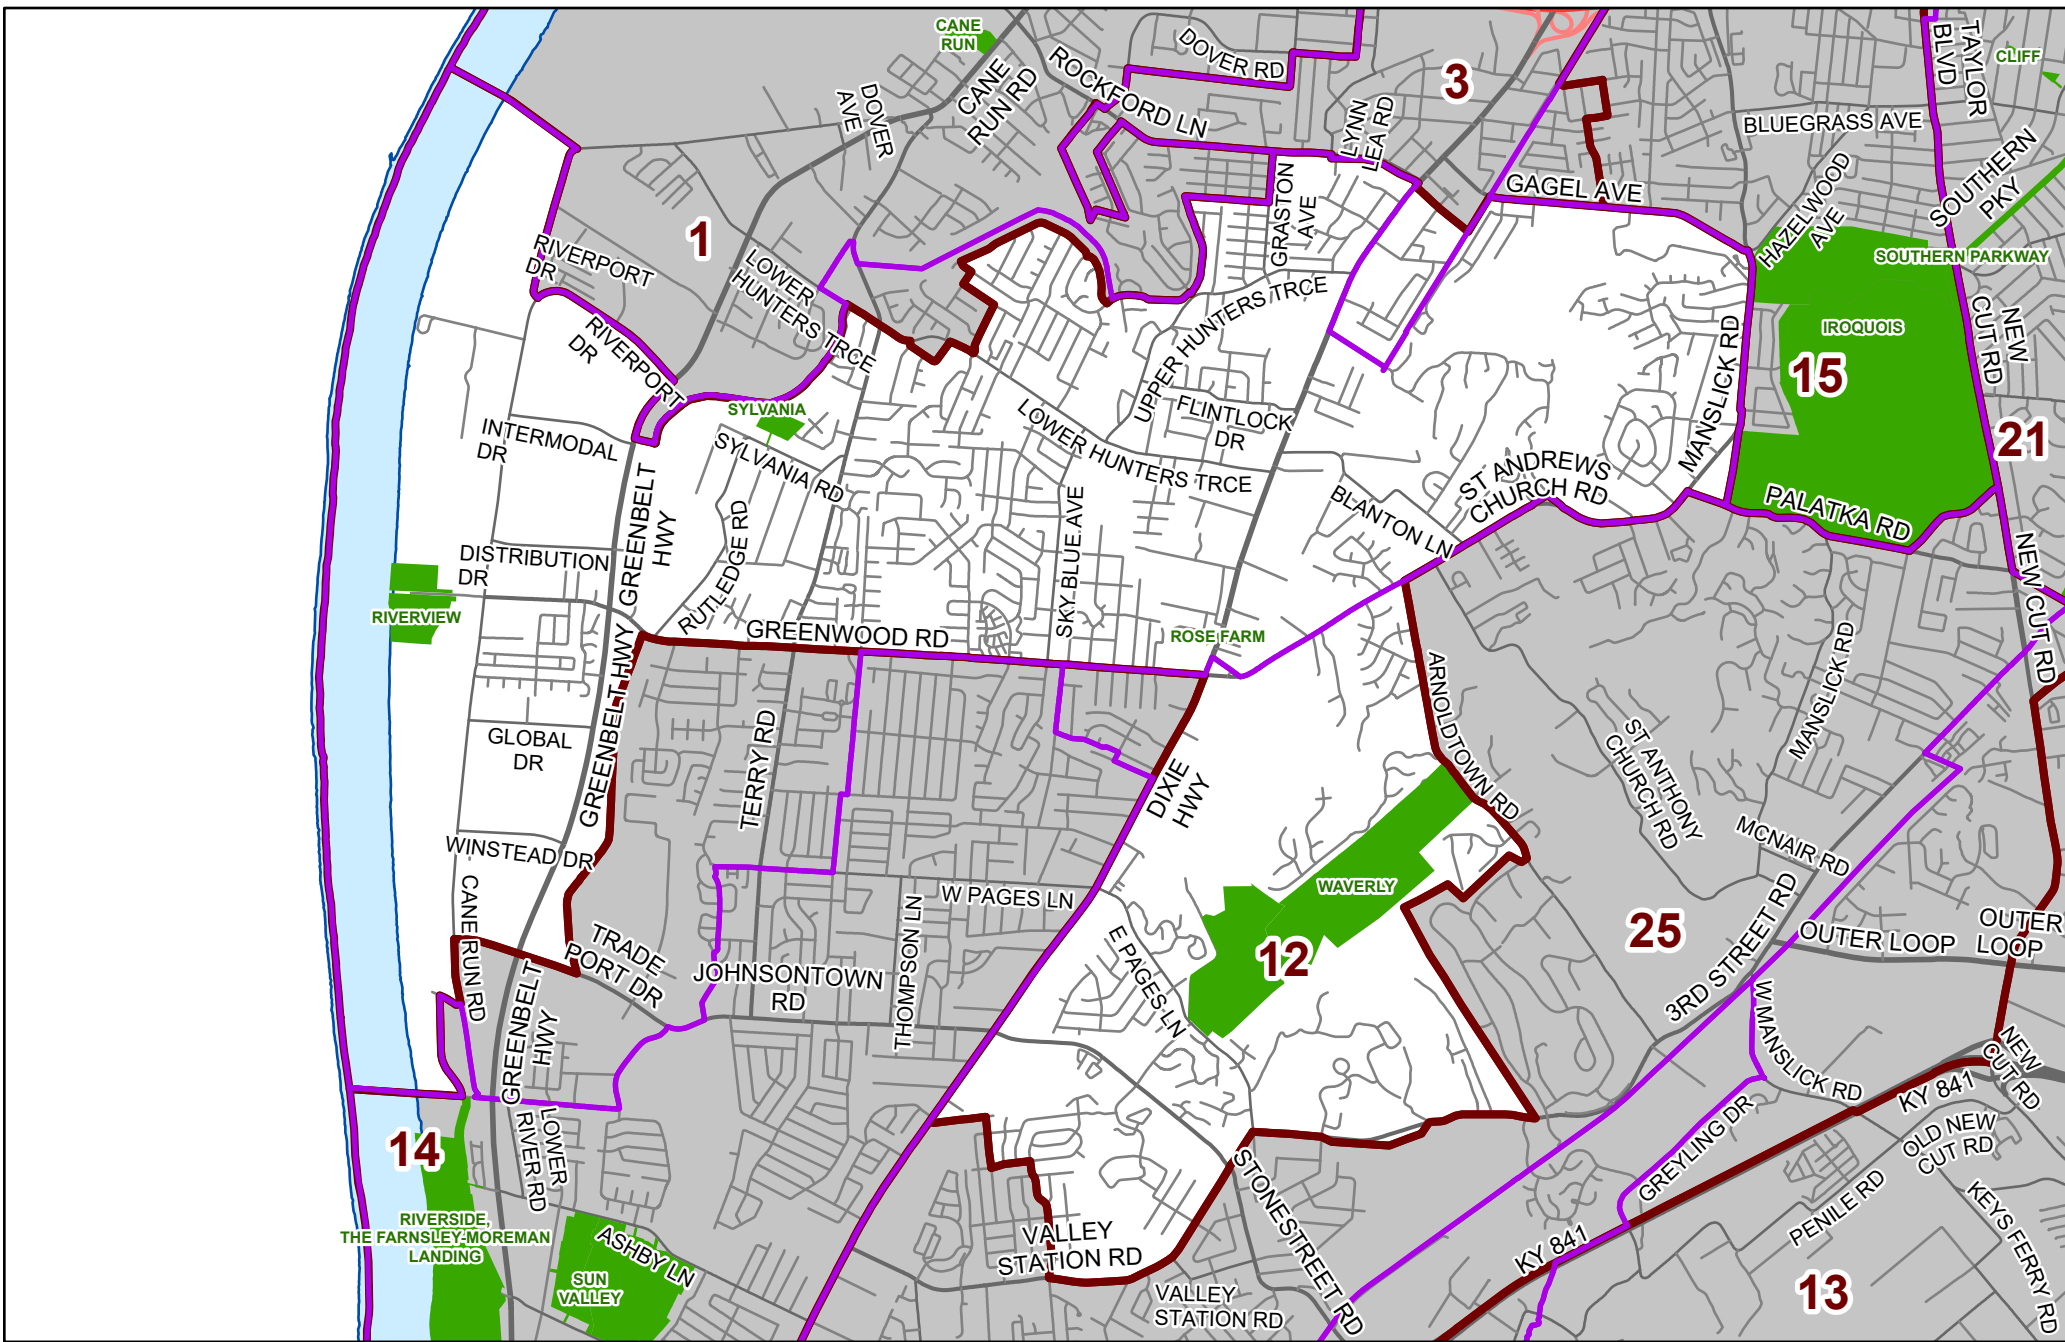 CANE
RUN
DOVER RD
3
TAYLOR
BLVD
CLIFF
ROCKFORD LN
CANE
RUN RD
DOVER
AVE
LYNN
LEA RD
BLUEGRASS AVE
SOUTHERN
PKY
GAGEL AVE
HAZELWOOD
AVE
SOUTHERN PARKWAY
GRASTON
AVE
1
RIVERPORT
DR
LOWER
HUNTERS TRCE
UPPER HUNTERS TRCE
NEW
CUT RD
IROQUOIS
15
RIVERPORT
DR
MANSLICK RD
SYLVANIA
FLINTLOCK
DR
LOWER HUNTERS TRCE
21
INTERMODAL
DR
SYLVANIA RD
ST ANDREWS
CHURCH RD
BLANTON LN
PALATKA RD
GREENBELT
HWY
SKY BLUE AVE
RUTLEDGE RD
DISTRIBUTION
DR
NEW CUT RD
RIVERVIEW
GREENWOOD RD
ROSE FARM
GREENBELT HWY
ARNOLDTOWN RD
MANSLICK RD
GLOBAL
DR
TERRY RD
DIXIE
HWY
ST ANTHONY
CHURCH RD
WINSTEAD DR
MCNAIR RD
WAVERLY
W PAGES LN
CANE RUN RD
THOMPSON LN
E PAGES LN
12
25
3RD STREET RD
OUTER LOOP
OUTER
LOOP
TRADE
PORT DR
JOHNSONTOWN
RD
GREENBELT
HWY
W MANSLICK RD
NEW
CUT RD
KY 841
14
LOWER
RIVER RD
GREYLING DR
OLD NEW
CUT RD
PENILE RD
KEYS FERRY RD
RIVERSIDE,
THE FARNSLEY-MOREMAN
LANDING
ASHBY LN
SUN
VALLEY
VALLEY
STATION RD
STONESTREET RD
KY 841
VALLEY
STATION RD
13